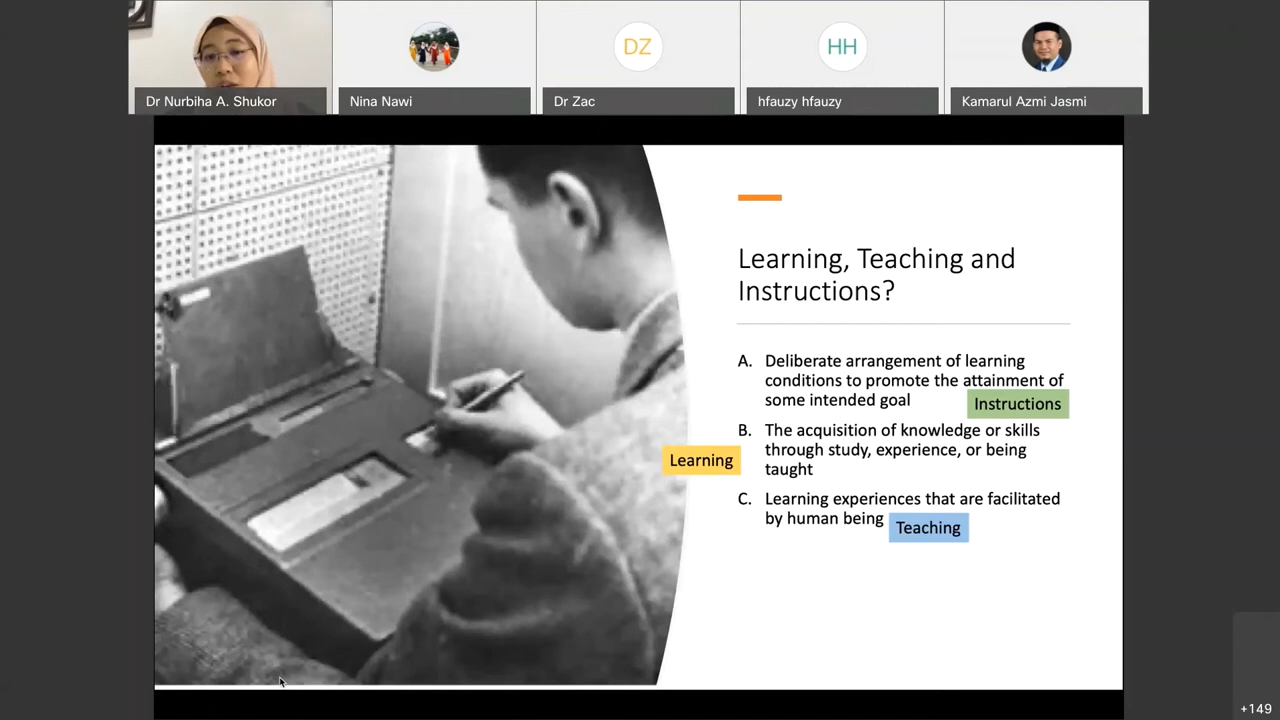 Dr Nurbiha A. Shukor
Nina Nawi
DZ
Dr Zac
HH
hfauzy hfauzy
Kamarul Azmi Jasmi
Learning, Teaching and
Instructions?
A. Deliberate arrangement of learning
conditions to promote the attainment of
some intended goal
Instructions
B. The acquisition of knowledge or skills
through study, experience, or being
taught
Learning
C. Learning experiences that are facilitated
by human being
Teaching
+149